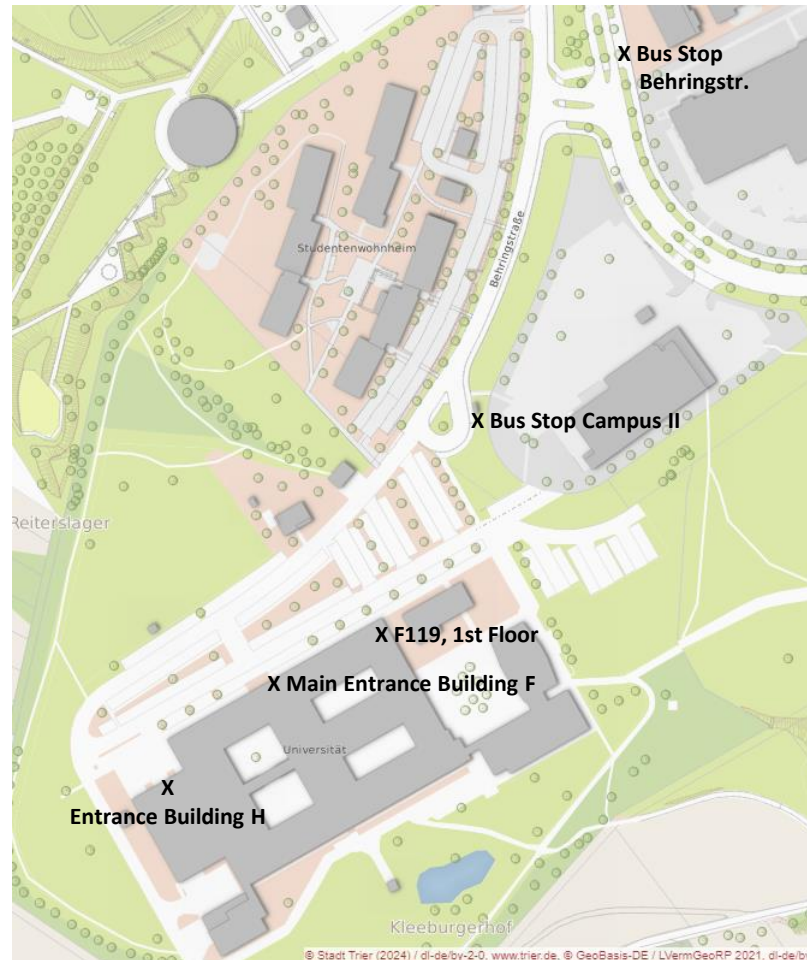 X Bus Stop
Behringstr.
Studentenwohnheim
Behringstraße
X Bus Stop Campus II
Reiterslager
X F119, 1st Floor
X Main Entrance Building F
Universität
X
Entrance Building H
Kleeburgerhof
© Stadt Trier (2024) / dl-de/by-2-0, www.trier.de, © GeoBasis-DE / LVermGeoRP 2021, dl-de/b